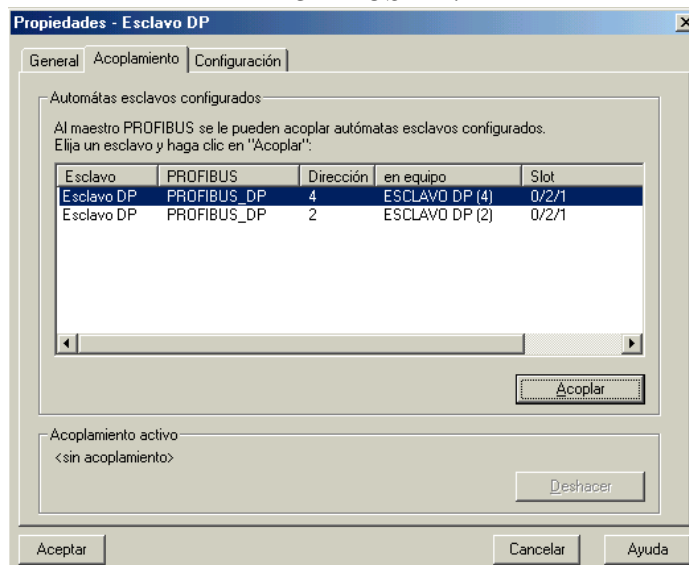 Propiedades - Esclavo DP
General Acoplamiento Configuración
Automátas esclavos configurados
Al maestro PROFIBUS se le pueden acoplar autómatas esclavos configurados.
Elija un esclavo y haga clic en "Acoplar":
Esclavo PROFIBUS Dirección en equipo Slot
Esclavo DP PROFIBUS_DP 4 ESCLAVO DP (4) 0/2/1
Esclavo DP PROFIBUS_DP 2 ESCLAVO DP (2) 0/2/1
Acoplar
Acoplamiento activo
<sin acoplamiento>
Deshacer
Aceptar Cancelar Ayuda